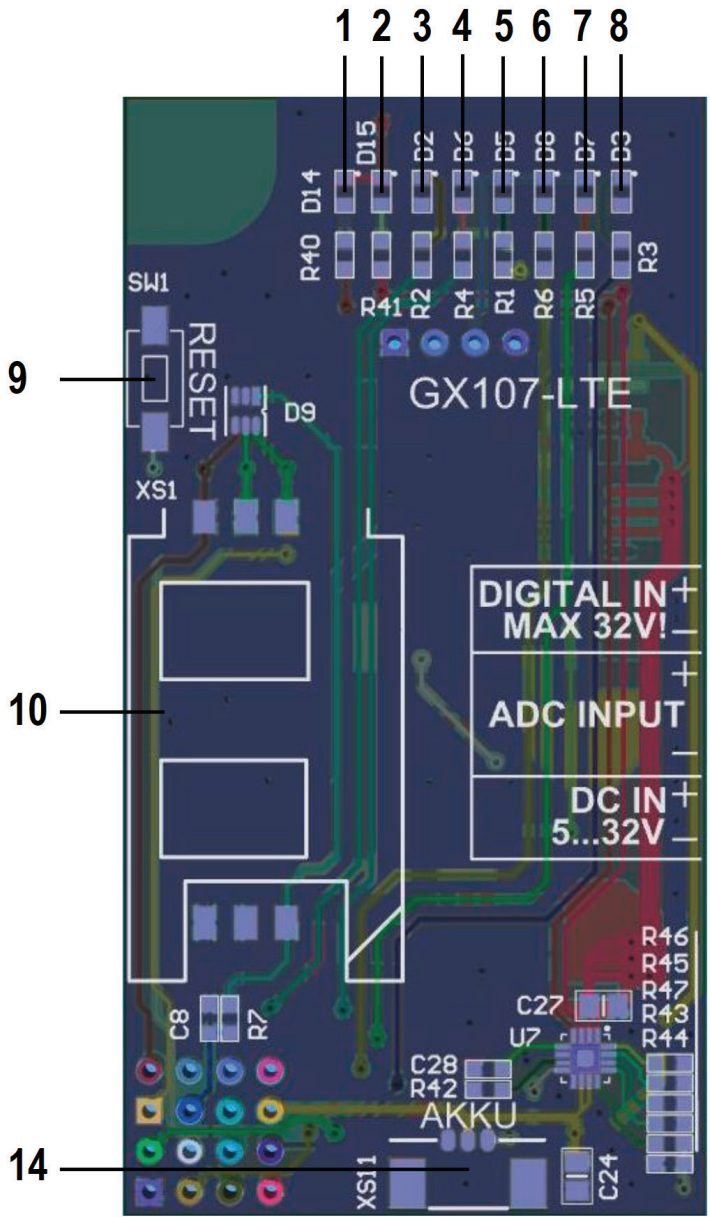 1 2 3 4 5 6 7 8
D14 D15 D2 D6 D5 D8 D7 D3
R40 R41 R2 R4 R1 R6 R5 R3
SW1
RESET
9
D9
GX107-LTE
XS1
DIGITAL IN +
MAX 32V! –
10
+
ADC INPUT
–
DC IN +
5...32V –
R46
R45
R47
R43
R44
C27
U7
C8 R7
C28
R42
AKKU
14
XS11
C24